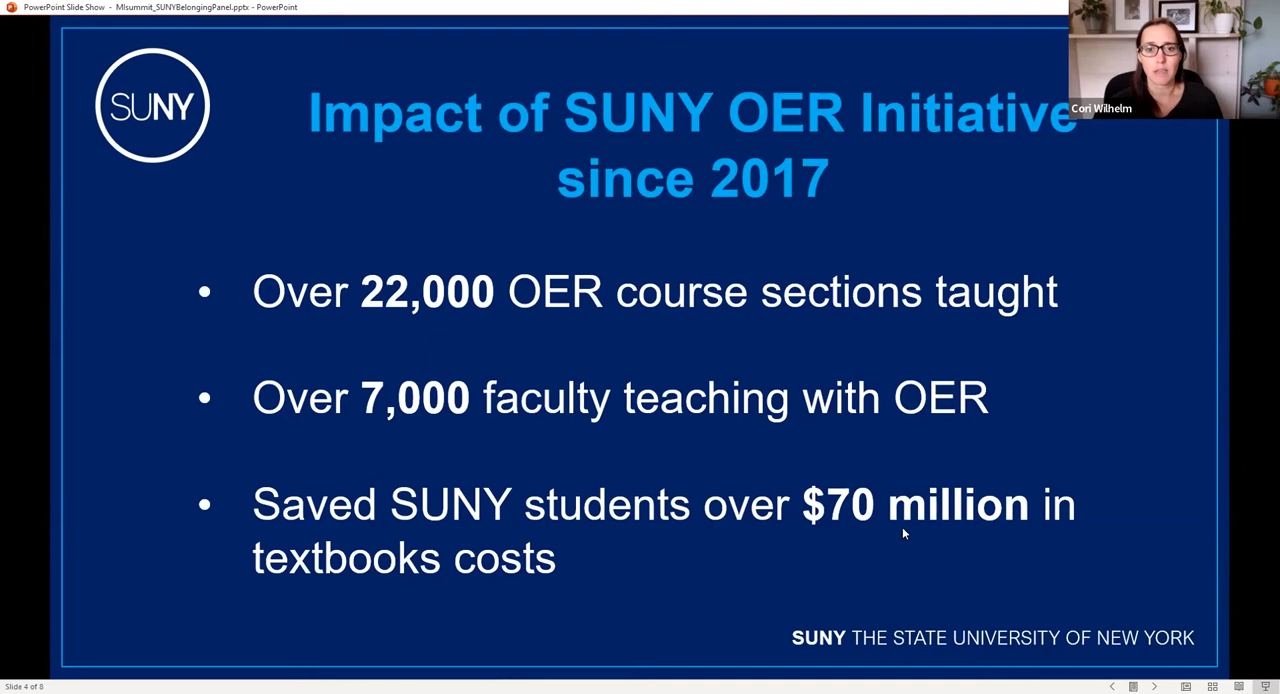 PowerPoint Slide Show - MIsummit_SUNYBelongingPanel.pptx - PowerPoint
SUNY
Impact of SUNY OER Initiative
since 2017
Cori Wilhelm
• Over 22,000 OER course sections taught
• Over 7,000 faculty teaching with OER
• Saved SUNY students over $70 million in
textbooks costs
SUNY THE STATE UNIVERSITY OF NEW YORK
Slide 4 of 8